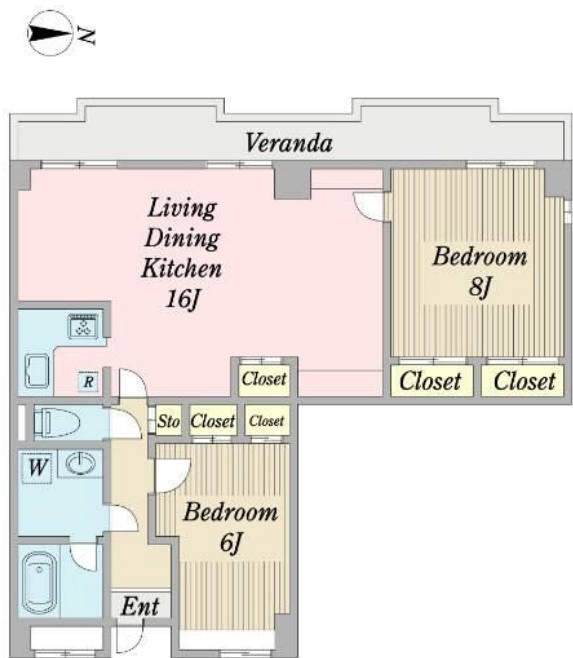 N
Veranda
Living
Dining
Kitchen
16J
Bedroom
8J
R
Closet
Closet
Closet
Sto
Closet
Closet
W
Bedroom
6J
Ent